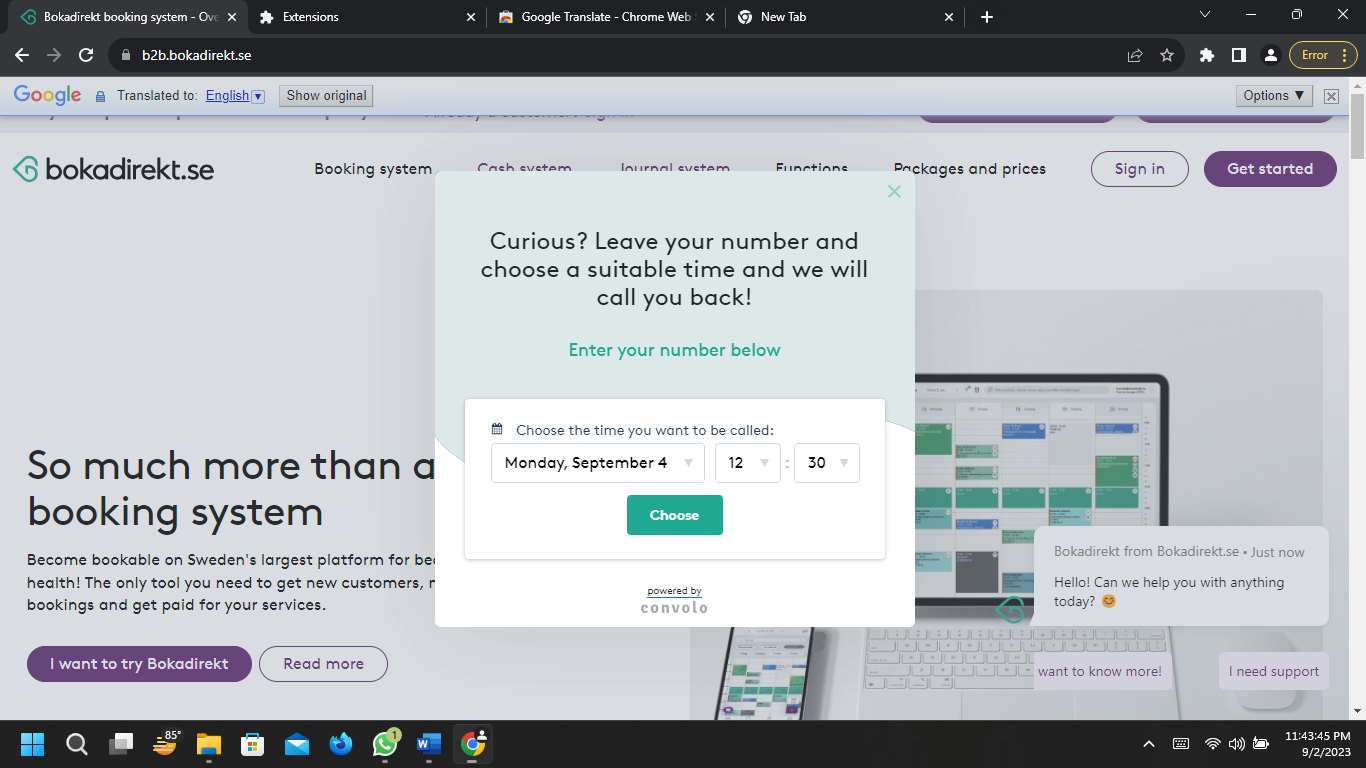 Bokadirekt booking system - Ove
Extensions
Google Translate - Chrome Web
New Tab
b2b.bokadirekt.se
Error
Google
Translated to: English
Show original
Options ▼
bokadirekt.se
Booking system
Cash system
Journal system
Functions
Packages and prices
Sign in
Get started
Curious? Leave your number and
choose a suitable time and we will
call you back!
Enter your number below
Choose the time you want to be called:
Monday, September 4
12 : 30
Choose
powered by
convolo
So much more than a
booking system
Become bookable on Sweden's largest platform for
health! The only tool you need to get new customers,
bookings and get paid for your services.
I want to try Bokadirekt
Read more
Bokadirekt from Bokadirekt.se • Just now
Hello! Can we help you with anything
today? 😊
want to know more!
I need support
85°
1
11:43:45 PM
9/2/2023